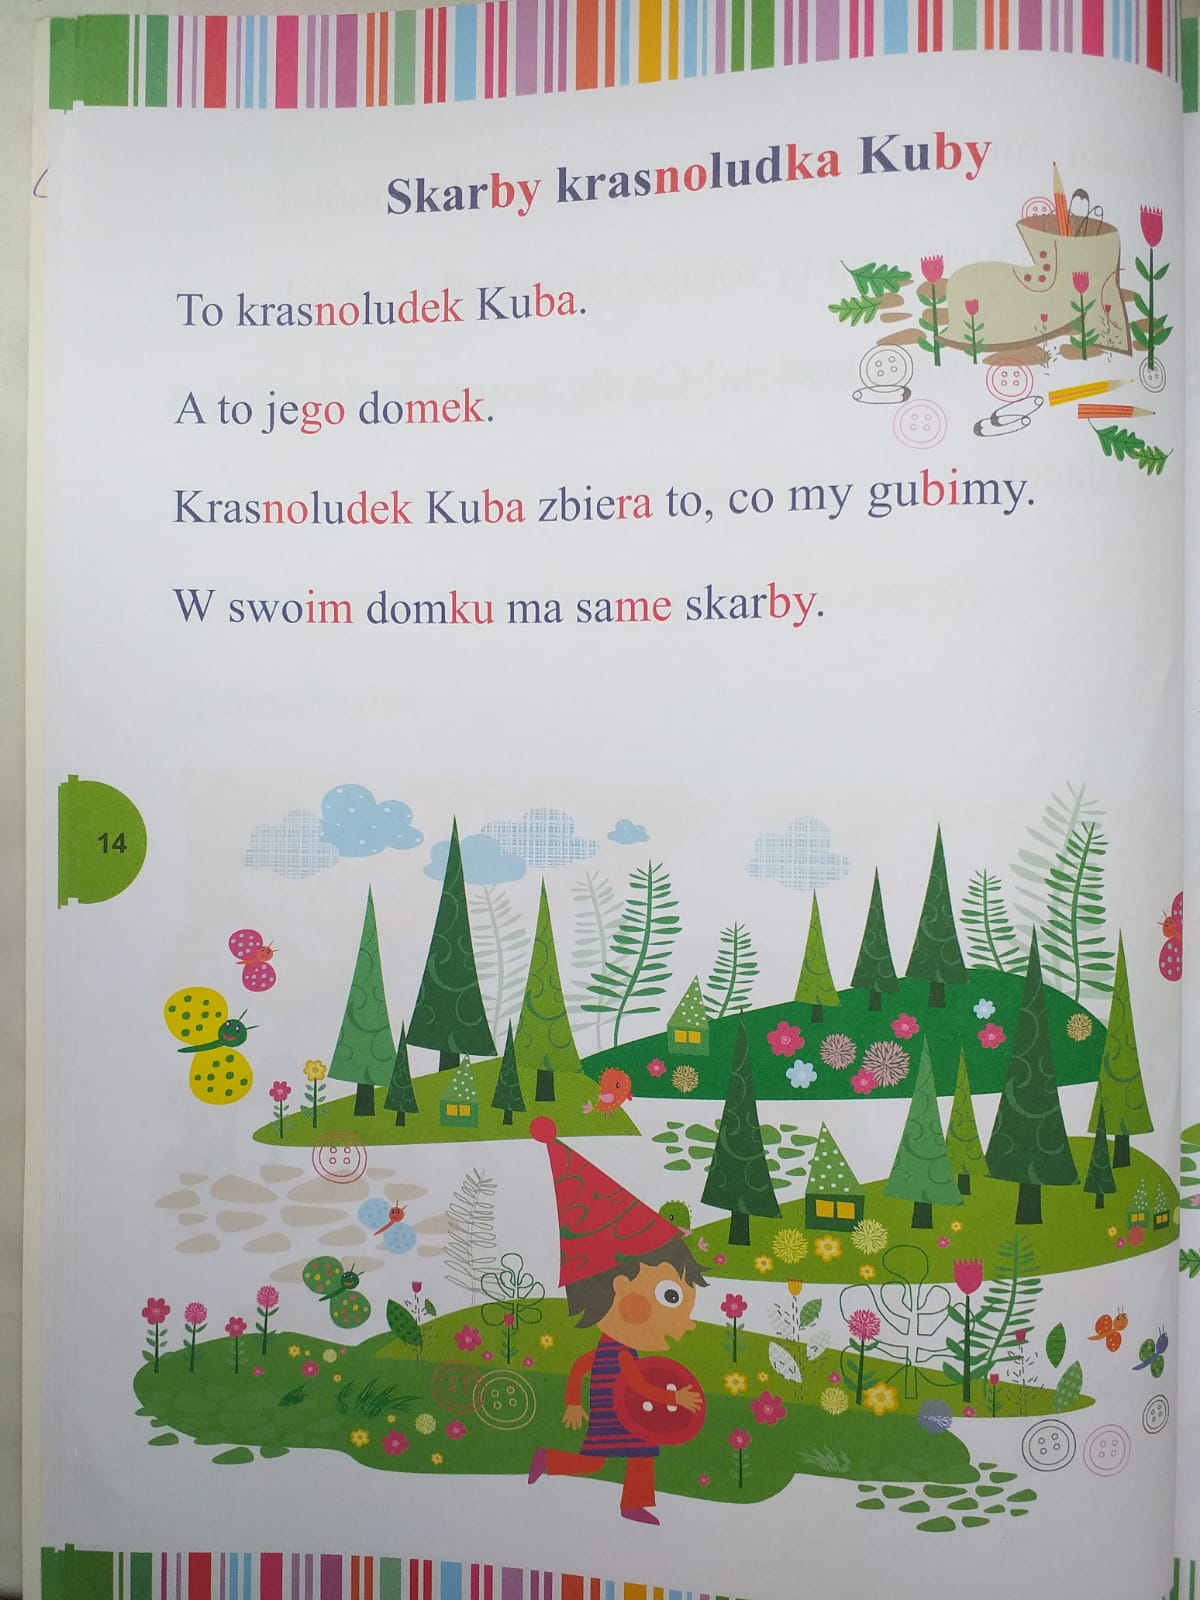 Skarby krasnoludka Kuby
To krasnoludek Kuba.
A to jego domek.
Krasnoludek Kuba zbiera to, co my gubimy.
W swoim domku ma same skarby.
14